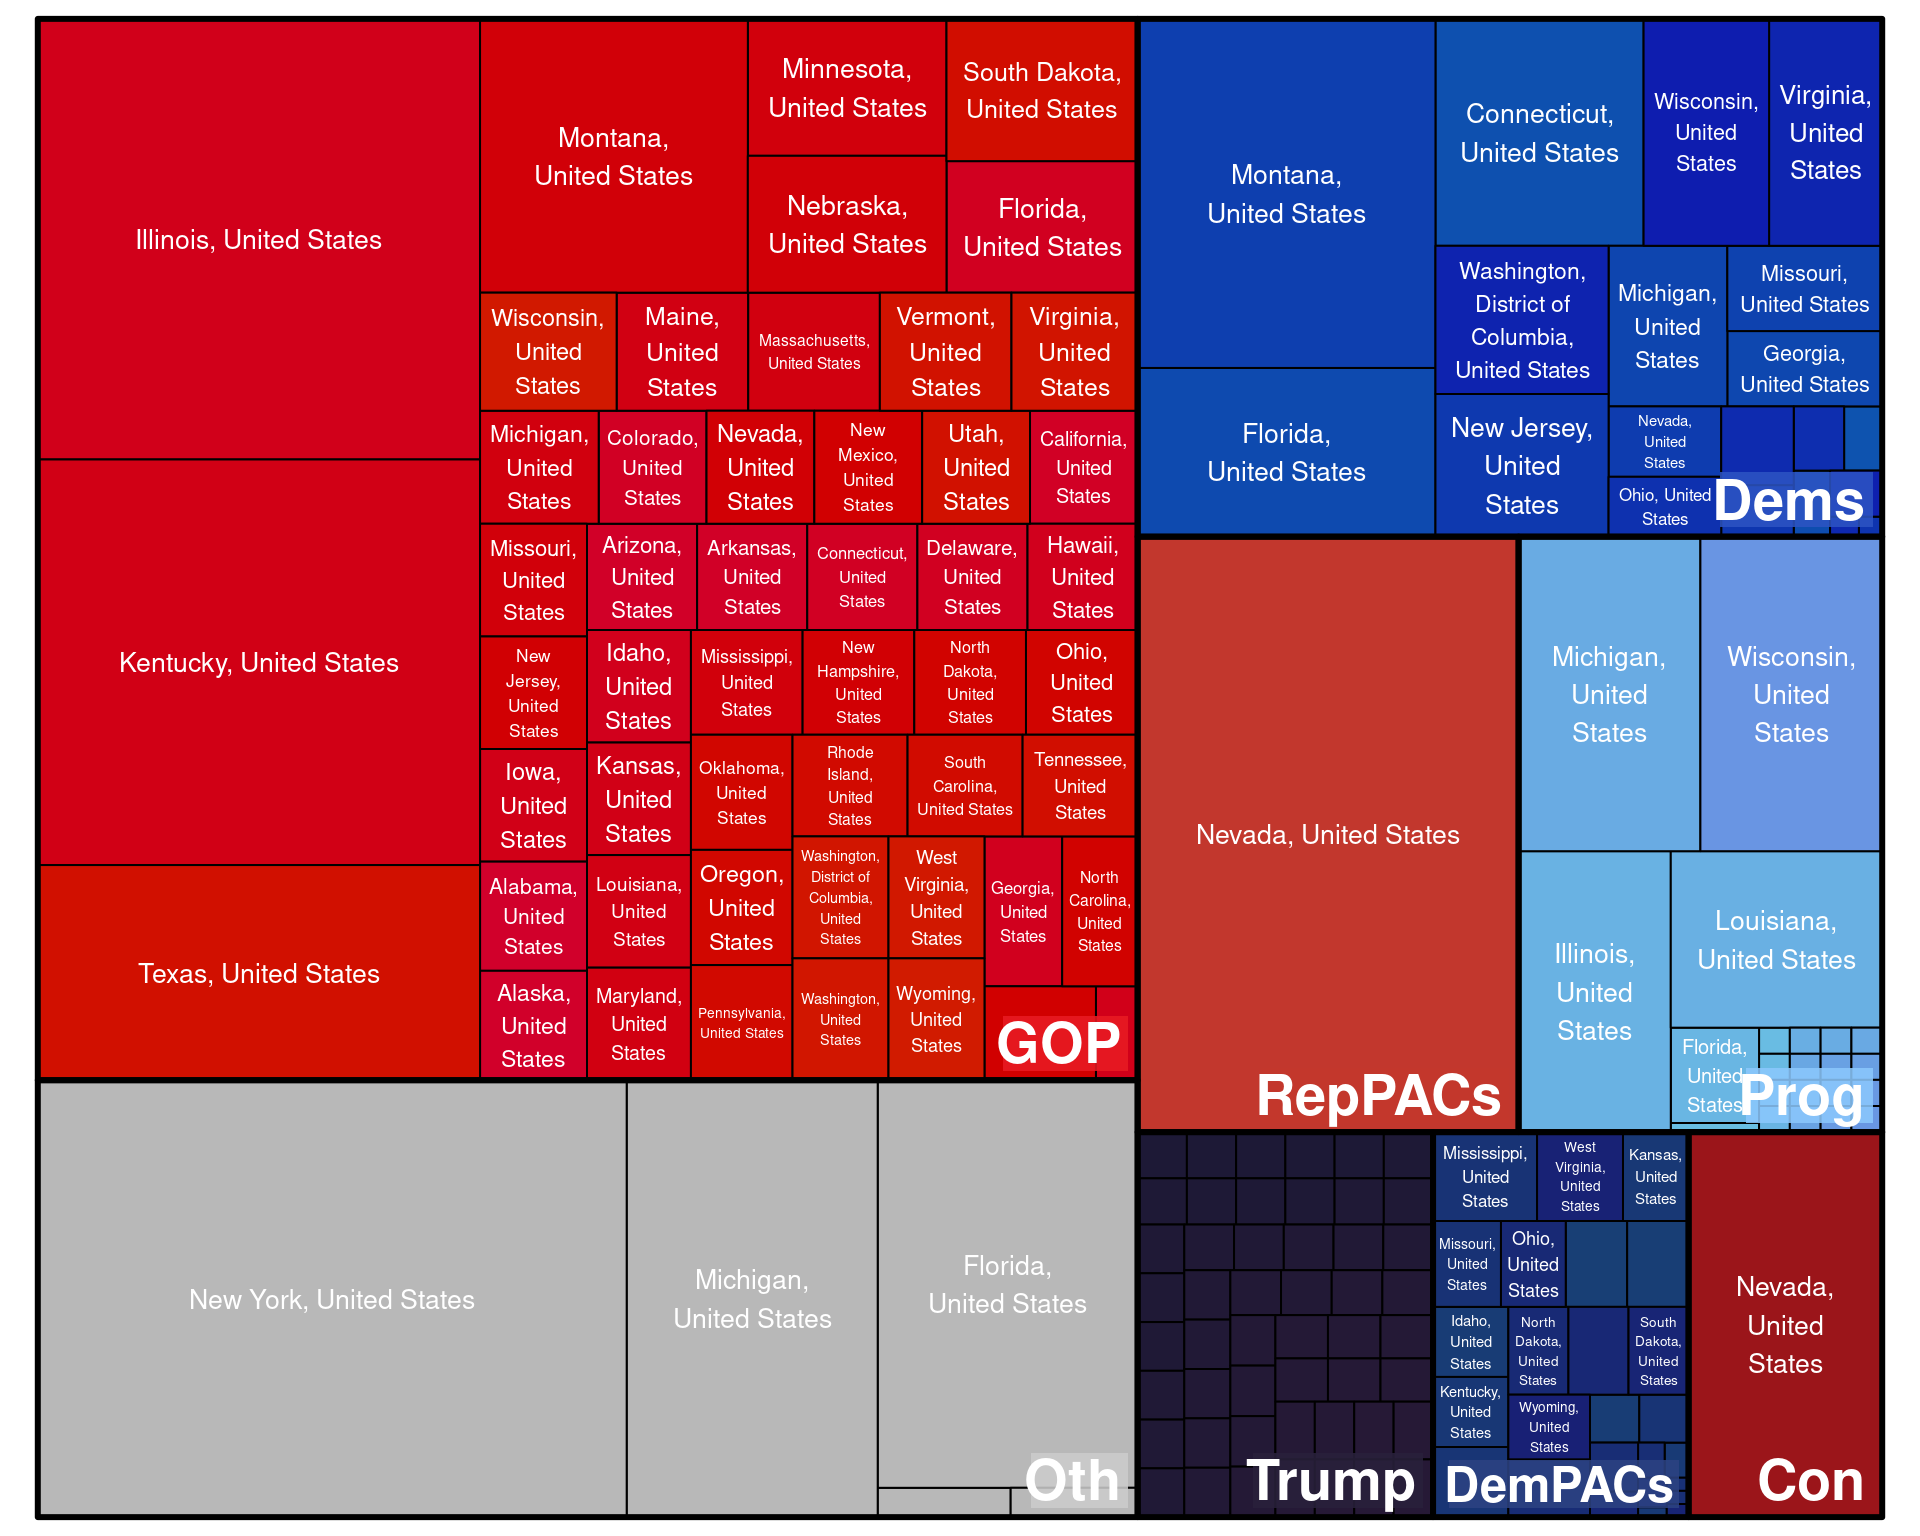 Illinois, United States
Kentucky, United States
Texas, United States
Montana,
United States
Minnesota,
United States
South Dakota,
United States
Nebraska,
United States
Florida,
United States
Wisconsin,
United
States
Maine,
United
States
Massachusetts,
United States
Vermont,
United
States
Virginia,
United
States
Michigan,
United
States
Colorado,
United
States
Nevada,
United
States
New
Mexico,
United
States
Utah,
United
States
California,
United
States
Missouri,
United
States
Arizona,
United
States
Arkansas,
United
States
Connecticut,
United
States
Delaware,
United
States
Hawaii,
United
States
New
Jersey,
United
States
Idaho,
United
States
Mississippi,
United
States
New
Hampshire,
United
States
North
Dakota,
United
States
Ohio,
United
States
Iowa,
United
States
Kansas,
United
States
Oklahoma,
United
States
Rhode
Island,
United
States
South
Carolina,
United States
Tennessee,
United
States
Alabama,
United
States
Louisiana,
United
States
Oregon,
United
States
Washington,
District of
Columbia,
United
States
West
Virginia,
United
States
Georgia,
United
States
North
Carolina,
United
States
Alaska,
United
States
Maryland,
United
States
Pennsylvania,
United States
Washington,
United
States
Wyoming,
United
States
GOP
Montana,
United States
Connecticut,
United States
Wisconsin,
United
States
Virginia,
United
States
Florida,
United States
Washington,
District of
Columbia,
United States
Michigan,
United
States
Missouri,
United States
Georgia,
United States
New Jersey,
United
States
Nevada,
United
States
Ohio, United
States
Dems
Nevada, United States
RepPACs
Michigan,
United
States
Wisconsin,
United
States
Illinois,
United
States
Louisiana,
United States
Florida,
United
States
Prog
New York, United States
Michigan,
United States
Florida,
United States
Oth
Trump
Mississippi,
United
States
West
Virginia,
United
States
Kansas,
United
States
Missouri,
United
States
Ohio,
United
States
Idaho,
United
States
North
Dakota,
United
States
South
Dakota,
United
States
Kentucky,
United
States
Wyoming,
United
States
DemPACs
Nevada,
United
States
Con